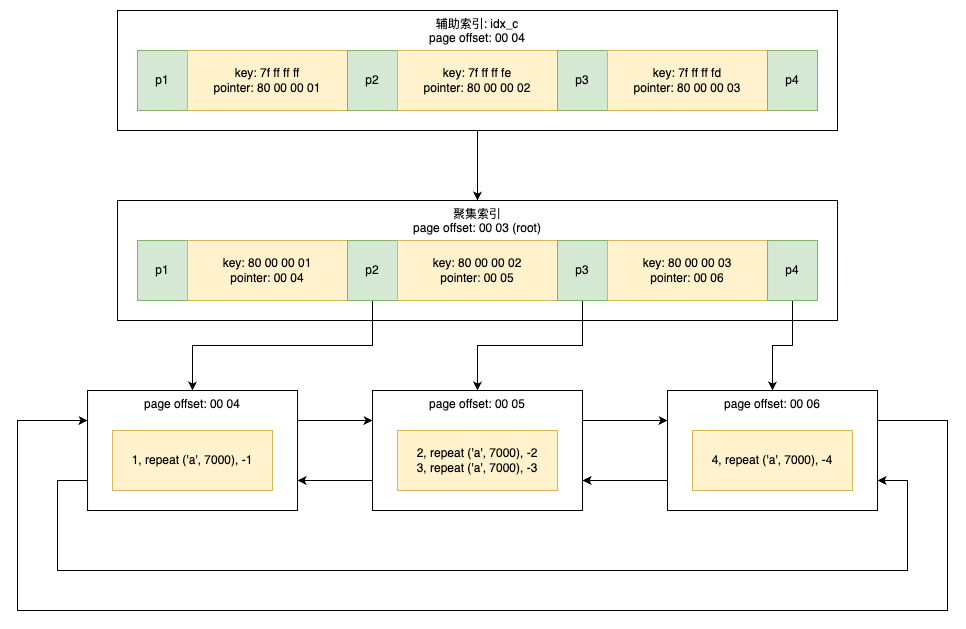 辅助索引: idx_c
page offset: 00 04
p1
key: 7f ff ff ff
pointer: 80 00 00 01
p2
key: 7f ff ff fe
pointer: 80 00 00 02
p3
key: 7f ff ff fd
pointer: 80 00 00 03
p4
聚集索引
page offset: 00 03 (root)
p1
key: 80 00 00 01
pointer: 00 04
p2
key: 80 00 00 02
pointer: 00 05
p3
key: 80 00 00 03
pointer: 00 06
p4
page offset: 00 04
1, repeat ('a', 7000), -1
page offset: 00 05
2, repeat ('a', 7000), -2
3, repeat ('a', 7000), -3
page offset: 00 06
4, repeat ('a', 7000), -4